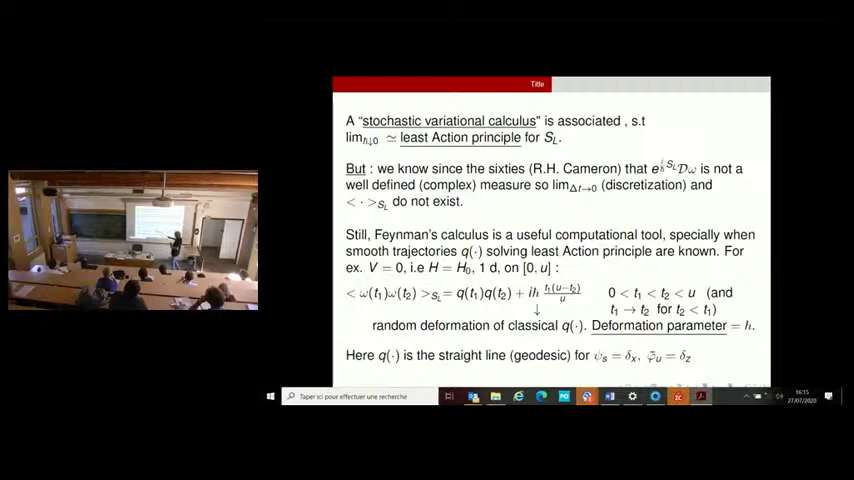 Title
A “stochastic variational calculus” is associated , s.t
lim_{ℏ↓0} ≃ least Action principle for S_L.
But : we know since the sixties (R.H. Cameron) that e^{\frac{i}{ℏ}S_L}𝒟ω is not a
well defined (complex) measure so lim_{Δt→0} (discretization) and
< · >_{S_L} do not exist.
Still, Feynman's calculus is a useful computational tool, specially when
smooth trajectories q(·) solving least Action principle are known. For
ex. V = 0, i.e H = H_0, 1 d, on [0, u] :
< ω(t_1)ω(t_2) >_{S_L} = q(t_1)q(t_2) + iℏ \frac{t_1(u−t_2)}{u} 0 < t_1 < t_2 < u (and
↓ t_1 → t_2 for t_2 < t_1)
random deformation of classical q(·). Deformation parameter = ℏ.
Here q(·) is the straight line (geodesic) for ψ_s = δ_x, φ̄_u = δ_z
Taper ici pour effectuer une recherche
16:15
27/07/2020